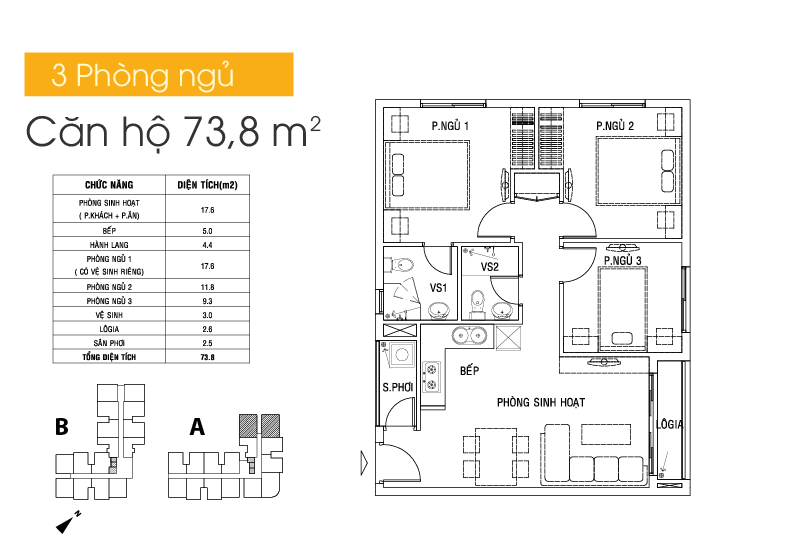 3 Phòng ngủ
Căn hộ 73,8 m²
CHỨC NĂNG DIỆN TÍCH(m2)
PHÒNG SINH HOẠT
( P.KHÁCH + P.ĂN) 17.6
BẾP 5.0
HÀNH LANG 4.4
PHÒNG NGỦ 1
( CÓ VỆ SINH RIÊNG) 17.6
PHÒNG NGỦ 2 11.8
PHÒNG NGỦ 3 9.3
VỆ SINH 3.0
LÔGIA 2.6
SÂN PHƠI 2.5
TỔNG DIỆN TÍCH 73.8
B
A
N
P.NGỦ 1
P.NGỦ 2
P.NGỦ 3
VS1
VS2
BẾP
S.PHƠI
PHÒNG SINH HOẠT
LÔGIA